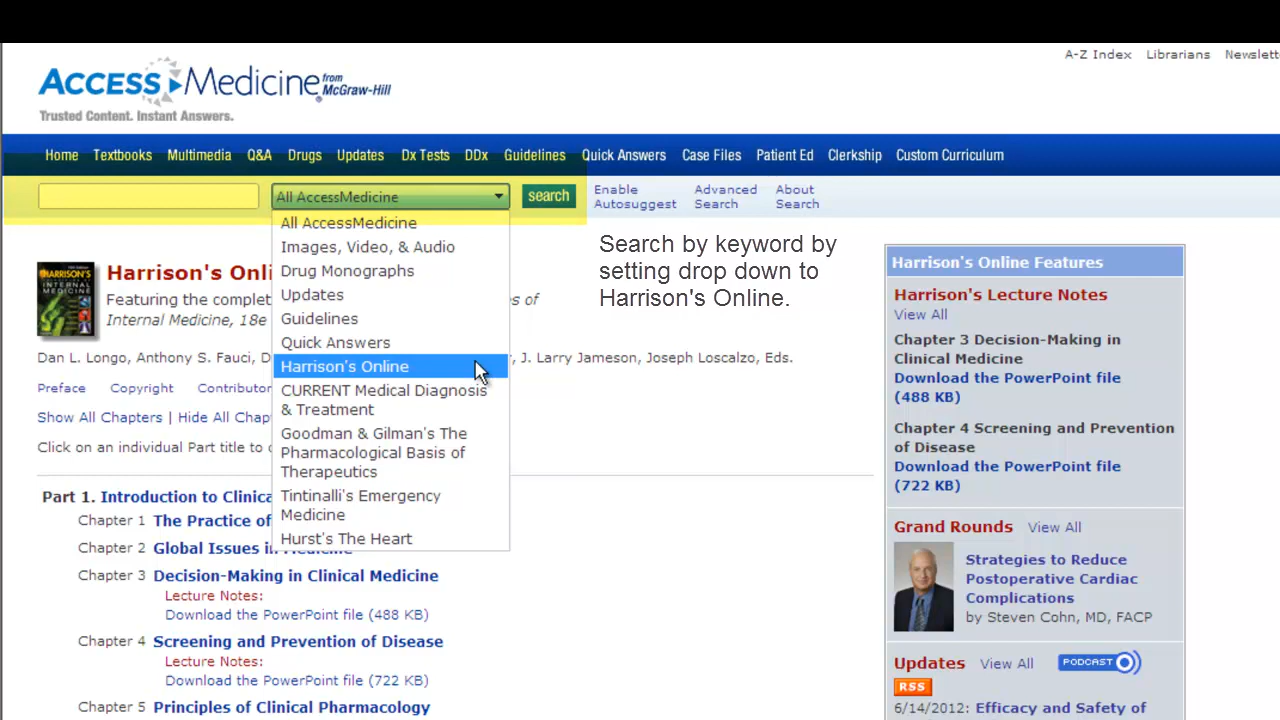 A-Z Index Librarians Newslett
ACCESS Medicine from McGraw-Hill
Trusted Content. Instant Answers.
Home Textbooks Multimedia Q&A Drugs Updates Dx Tests DDx Guidelines Quick Answers Case Files Patient Ed Clerkship Custom Curriculum
All AccessMedicine search
Enable Autosuggest
Advanced Search
About Search
All AccessMedicine
Images, Video, & Audio
Drug Monographs
Updates
Guidelines
Quick Answers
Harrison's Online
CURRENT Medical Diagnosis
& Treatment
Goodman & Gilman's The
Pharmacological Basis of
Therapeutics
Tintinalli's Emergency
Medicine
Hurst's The Heart
Search by keyword by
setting drop down to
Harrison's Online.
HARRISON'S
INTERNAL MEDICINE
Harrison's Onli
Featuring the complet es of
Internal Medicine, 18e
Dan L. Longo, Anthony S. Fauci, D , J. Larry Jameson, Joseph Loscalzo, Eds.
Preface Copyright Contributor
Show All Chapters | Hide All Chap
Click on an individual Part title to
Part 1. Introduction to Clinica
Chapter 1 The Practice of
Chapter 2 Global Issues in Medicine
Chapter 3 Decision-Making in Clinical Medicine
Lecture Notes:
Download the PowerPoint file (488 KB)
Chapter 4 Screening and Prevention of Disease
Lecture Notes:
Download the PowerPoint file (722 KB)
Chapter 5 Principles of Clinical Pharmacology
Harrison's Online Features
Harrison's Lecture Notes
View All
Chapter 3 Decision-Making in
Clinical Medicine
Download the PowerPoint file
(488 KB)
Chapter 4 Screening and Prevention
of Disease
Download the PowerPoint file
(722 KB)
Grand Rounds View All
Strategies to Reduce
Postoperative Cardiac
Complications
by Steven Cohn, MD, FACP
Updates View All PODCAST
RSS
6/14/2012: Efficacy and Safety of